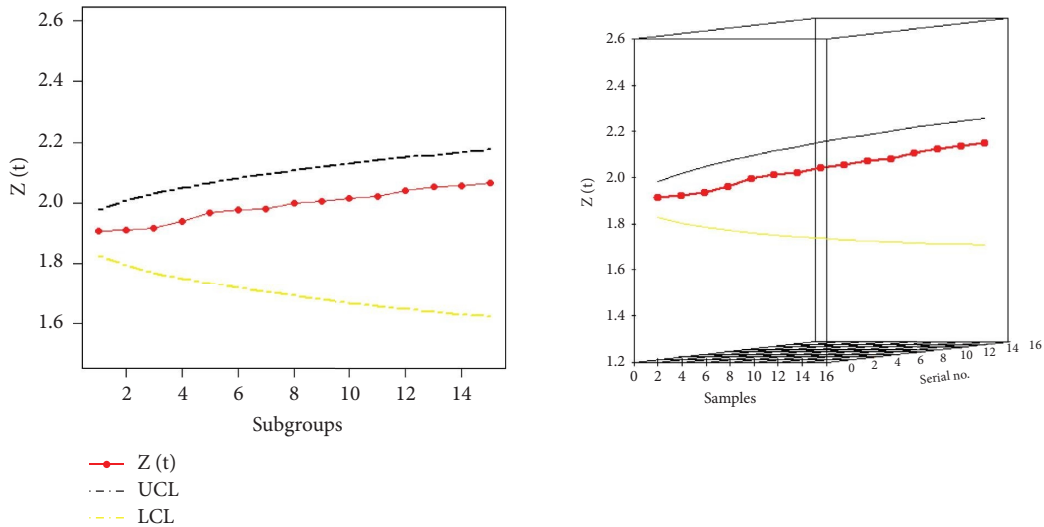 2.6
2.4
2.2
2.0
1.8
1.6
Z (t)
2 4 6 8 10 12 14
Subgroups
Z (t)
UCL
LCL
2.6
2.4
2.2
2.0
1.8
1.6
1.4
1.2
Z (t)
0 2 4 6 8 10 12 14 16
Samples
0 2 4 6 8 10 12 14 16
Serial no.